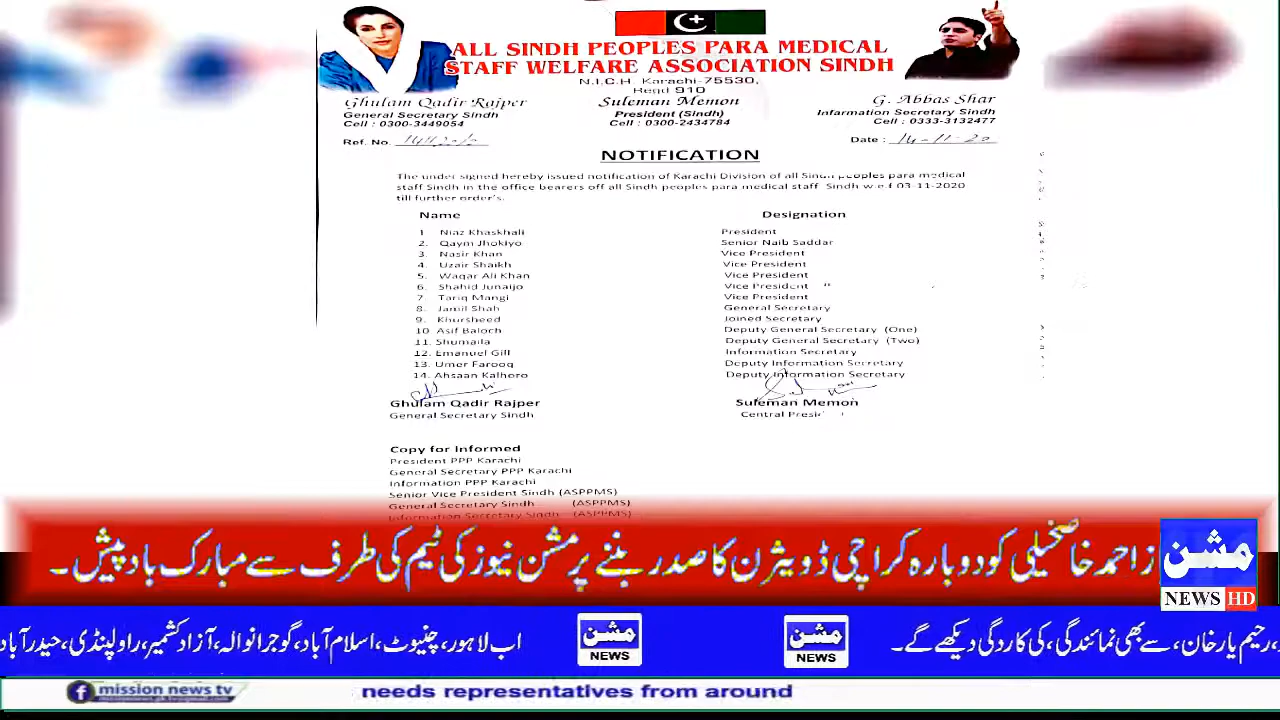 ALL SINDH PEOPLES PARA MEDICAL
STAFF WELFARE ASSOCIATION SINDH
N.I.C.H. Karachi-75530,
Regd 910
Ghulam Qadir Rajper
General Secretary Sindh
Cell : 0300-3449054
Suleman Memon
President (Sindh)
Cell : 0300-2434784
G. Abbas Shar
Information Secretary Sindh
Cell : 0333-3132477
Ref. No.
Date : 14-11-20
NOTIFICATION
The under signed hereby issued notification of Karachi Division of all Sindh peoples para medical
staff Sindh in the office bearers off all Sindh peoples para medical staff Sindh w.e.f 03-11-2020
till further order's.
Name Designation
1 Niaz Khaskhali President
2. Qaym Jhokiyo Senior Naib Saddar
3 Nasir Khan Vice President
4. Uzair Shaikh Vice President
5. Waqar Ali Khan Vice President
6. Shahid Junaijo Vice President "
7 Tariq Mangi Vice President
8. Jamil Shah General Secretary
9. Khursheed Joined Secretary
10 Asif Baloch Deputy General Secretary (One)
11. Shumaila Deputy General Secretary (Two)
12. Emanuel Gill Information Secretary
13. Umer Farooq Deputy Information Secretary
14. Ahsaan Kalhoro Deputy Information Secretary
Ghulam Qadir Rajper
General Secretary Sindh
Suleman Memon
Central
Copy for Informed
President PPP Karachi
General Secretary PPP Karachi
Information PPP Karachi
Senior Vice President Sindh (ASPPMS)
General Secretary Sindh (ASPPMS)
Information Secretary Sindh (ASPPMS)
زاحمد خاصخیلی کو دوبارہ کراچی ڈویثرن کا صدر بننے پر مشن نیوز کی ٹیم کی طرف سے مبارک باد پیش۔
مشن
NEWS HD
، رحیم یار خان، سے بھی نمائندگی، کی کاردگی دیکھے گے۔
مشن
NEWS
مشن
NEWS
اب لاہور، چنیوٹ، اسلام آباد، گوجرانوالہ، آزاد کشمیر، راولپنڈی، حیدرآباد
mission news tv
needs representatives from around